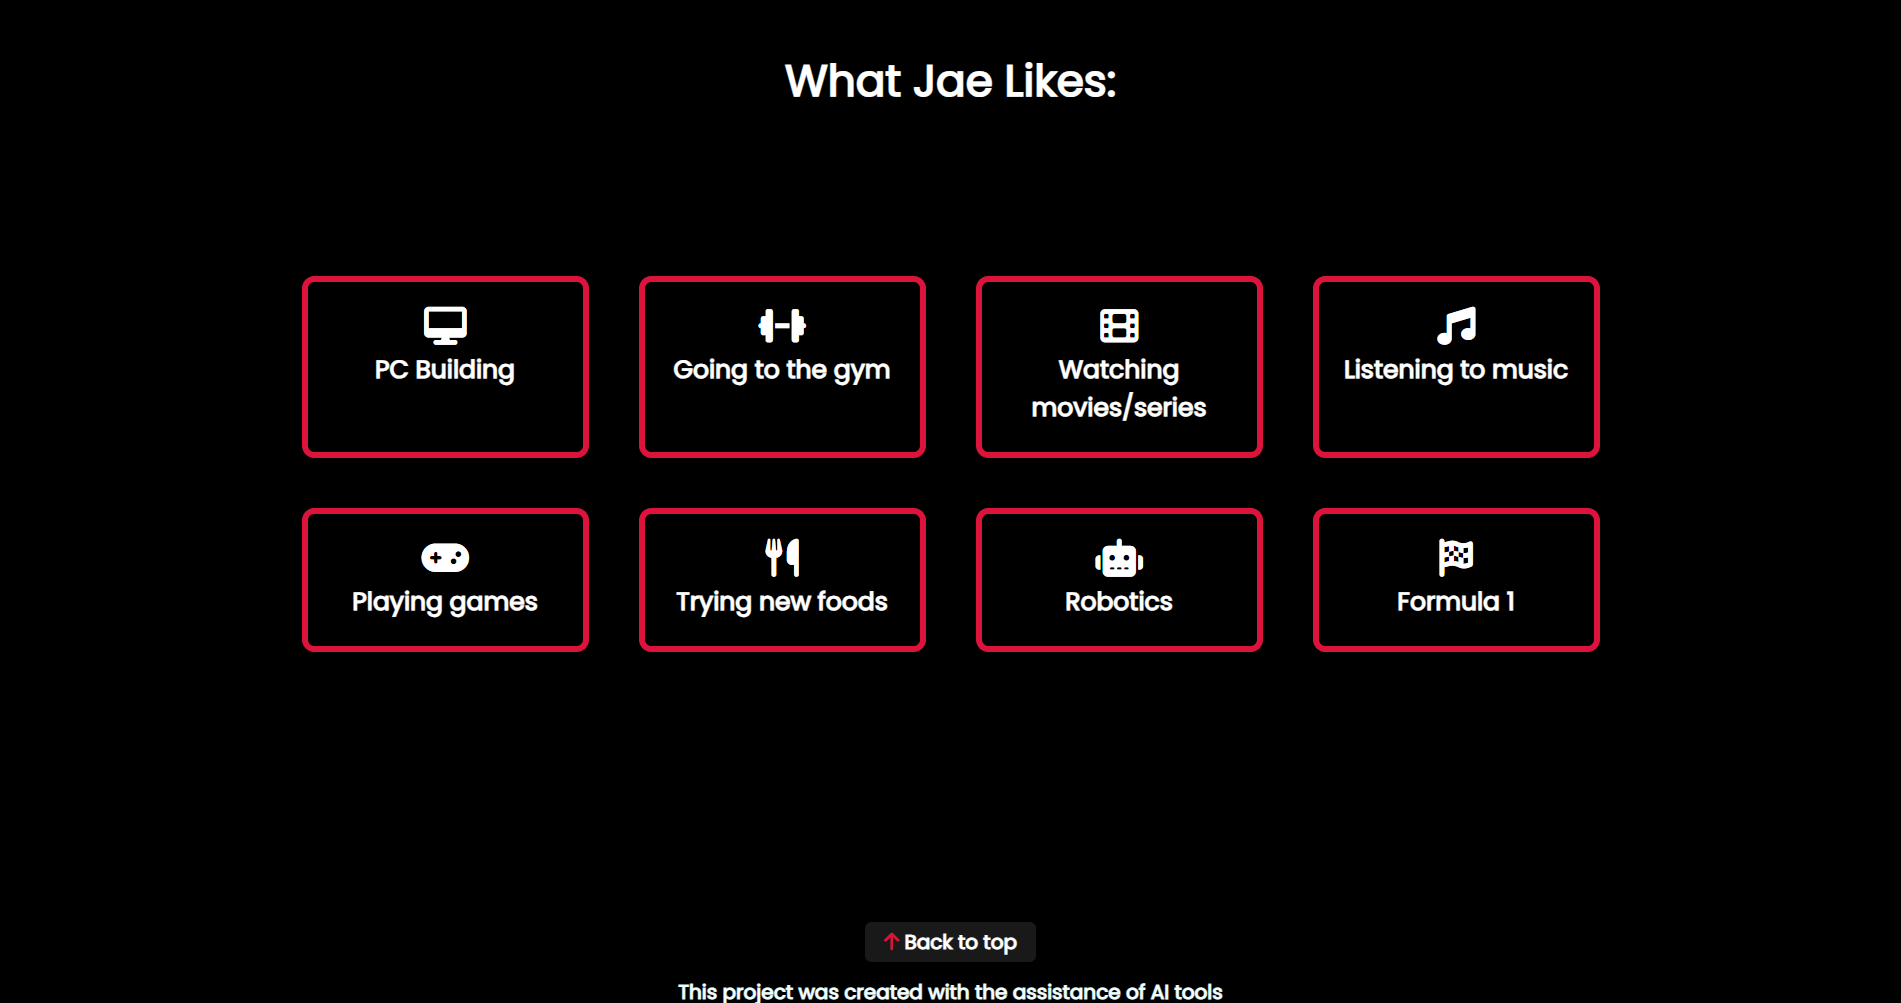 What Jae Likes:
PC Building
Going to the gym
Watching
movies/series
Listening to music
Playing games
Trying new foods
Robotics
Formula 1
Back to top
This project was created with the assistance of AI tools